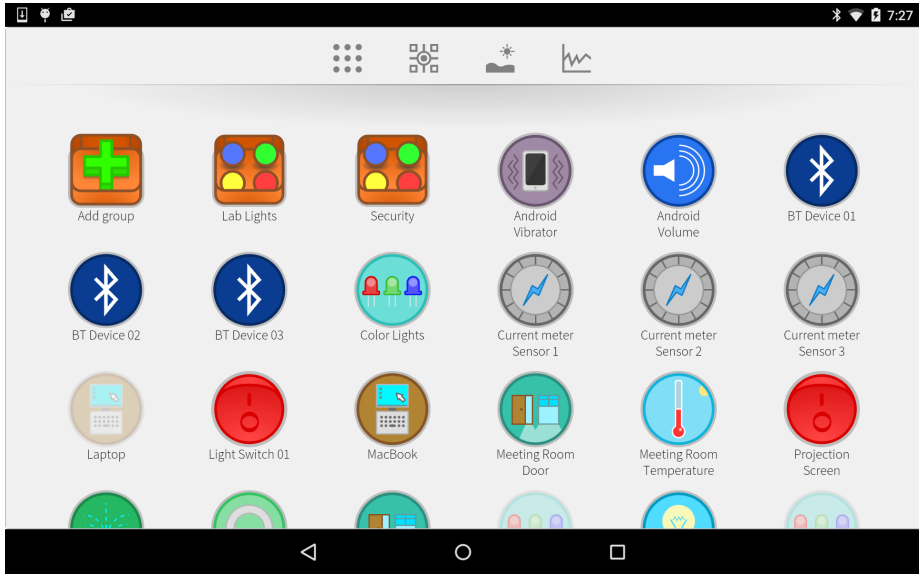 7:27
Add group
Lab Lights
Security
Android
Vibrator
Android
Volume
BT Device 01
BT Device 02
BT Device 03
Color Lights
Current meter
Sensor 1
Current meter
Sensor 2
Current meter
Sensor 3
Laptop
Light Switch 01
MacBook
Meeting Room
Door
Meeting Room
Temperature
Projection
Screen